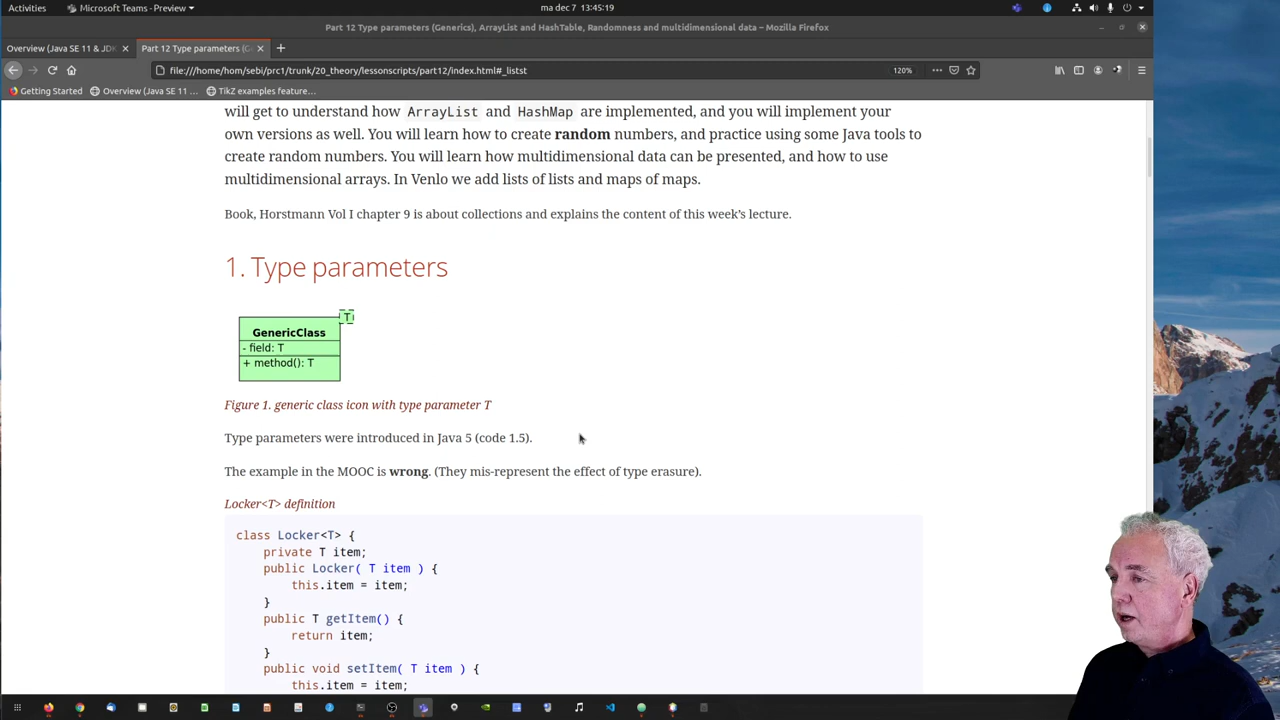 Activities
Microsoft Teams - Preview ▾
ma dec 7 13:45:19
Part 12 Type parameters (Generics), ArrayList and HashTable, Randomness and multidimensional data – Mozilla Firefox
Overview (Java SE 11 & JDK
Part 12 Type parameters (G
file:///home/hom/sebi/prc1/trunk/20_theory/lessonscripts/part12/index.html#_listst
120%
Getting Started
Overview (Java SE 11 …
TikZ examples feature…
will get to understand how ArrayList and HashMap are implemented, and you will implement your
own versions as well. You will learn how to create random numbers, and practice using some Java tools to
create random numbers. You will learn how multidimensional data can be presented, and how to use
multidimensional arrays. In Venlo we add lists of lists and maps of maps.
Book, Horstmann Vol I chapter 9 is about collections and explains the content of this week's lecture.
1. Type parameters
T
GenericClass
- field: T
+ method(): T
Figure 1. generic class icon with type parameter T
Type parameters were introduced in Java 5 (code 1.5).
The example in the MOOC is wrong. (They mis-represent the effect of type erasure).
Locker<T> definition
class Locker<T> {
private T item;
public Locker( T item ) {
this.item = item;
}
public T getItem() {
return item;
}
public void setItem( T item ) {
this.item = item;